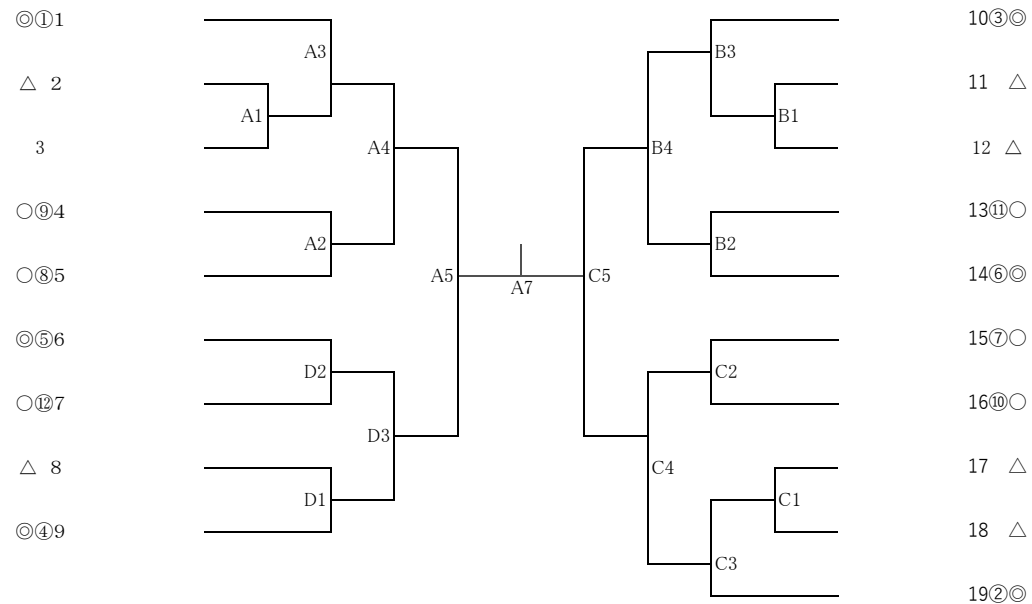 ◎①1
10③◎
A3
B3
△ 2
11 △
A1
B1
3
A4
B4
12 △
○⑨4
13⑪○
A2
B2
○⑧5
A5
C5
14⑥◎
A7
◎⑤6
15⑦○
D2
C2
○⑫7
16⑩○
D3
△ 8
C4
17 △
D1
C1
◎④9
18 △
C3
19②◎